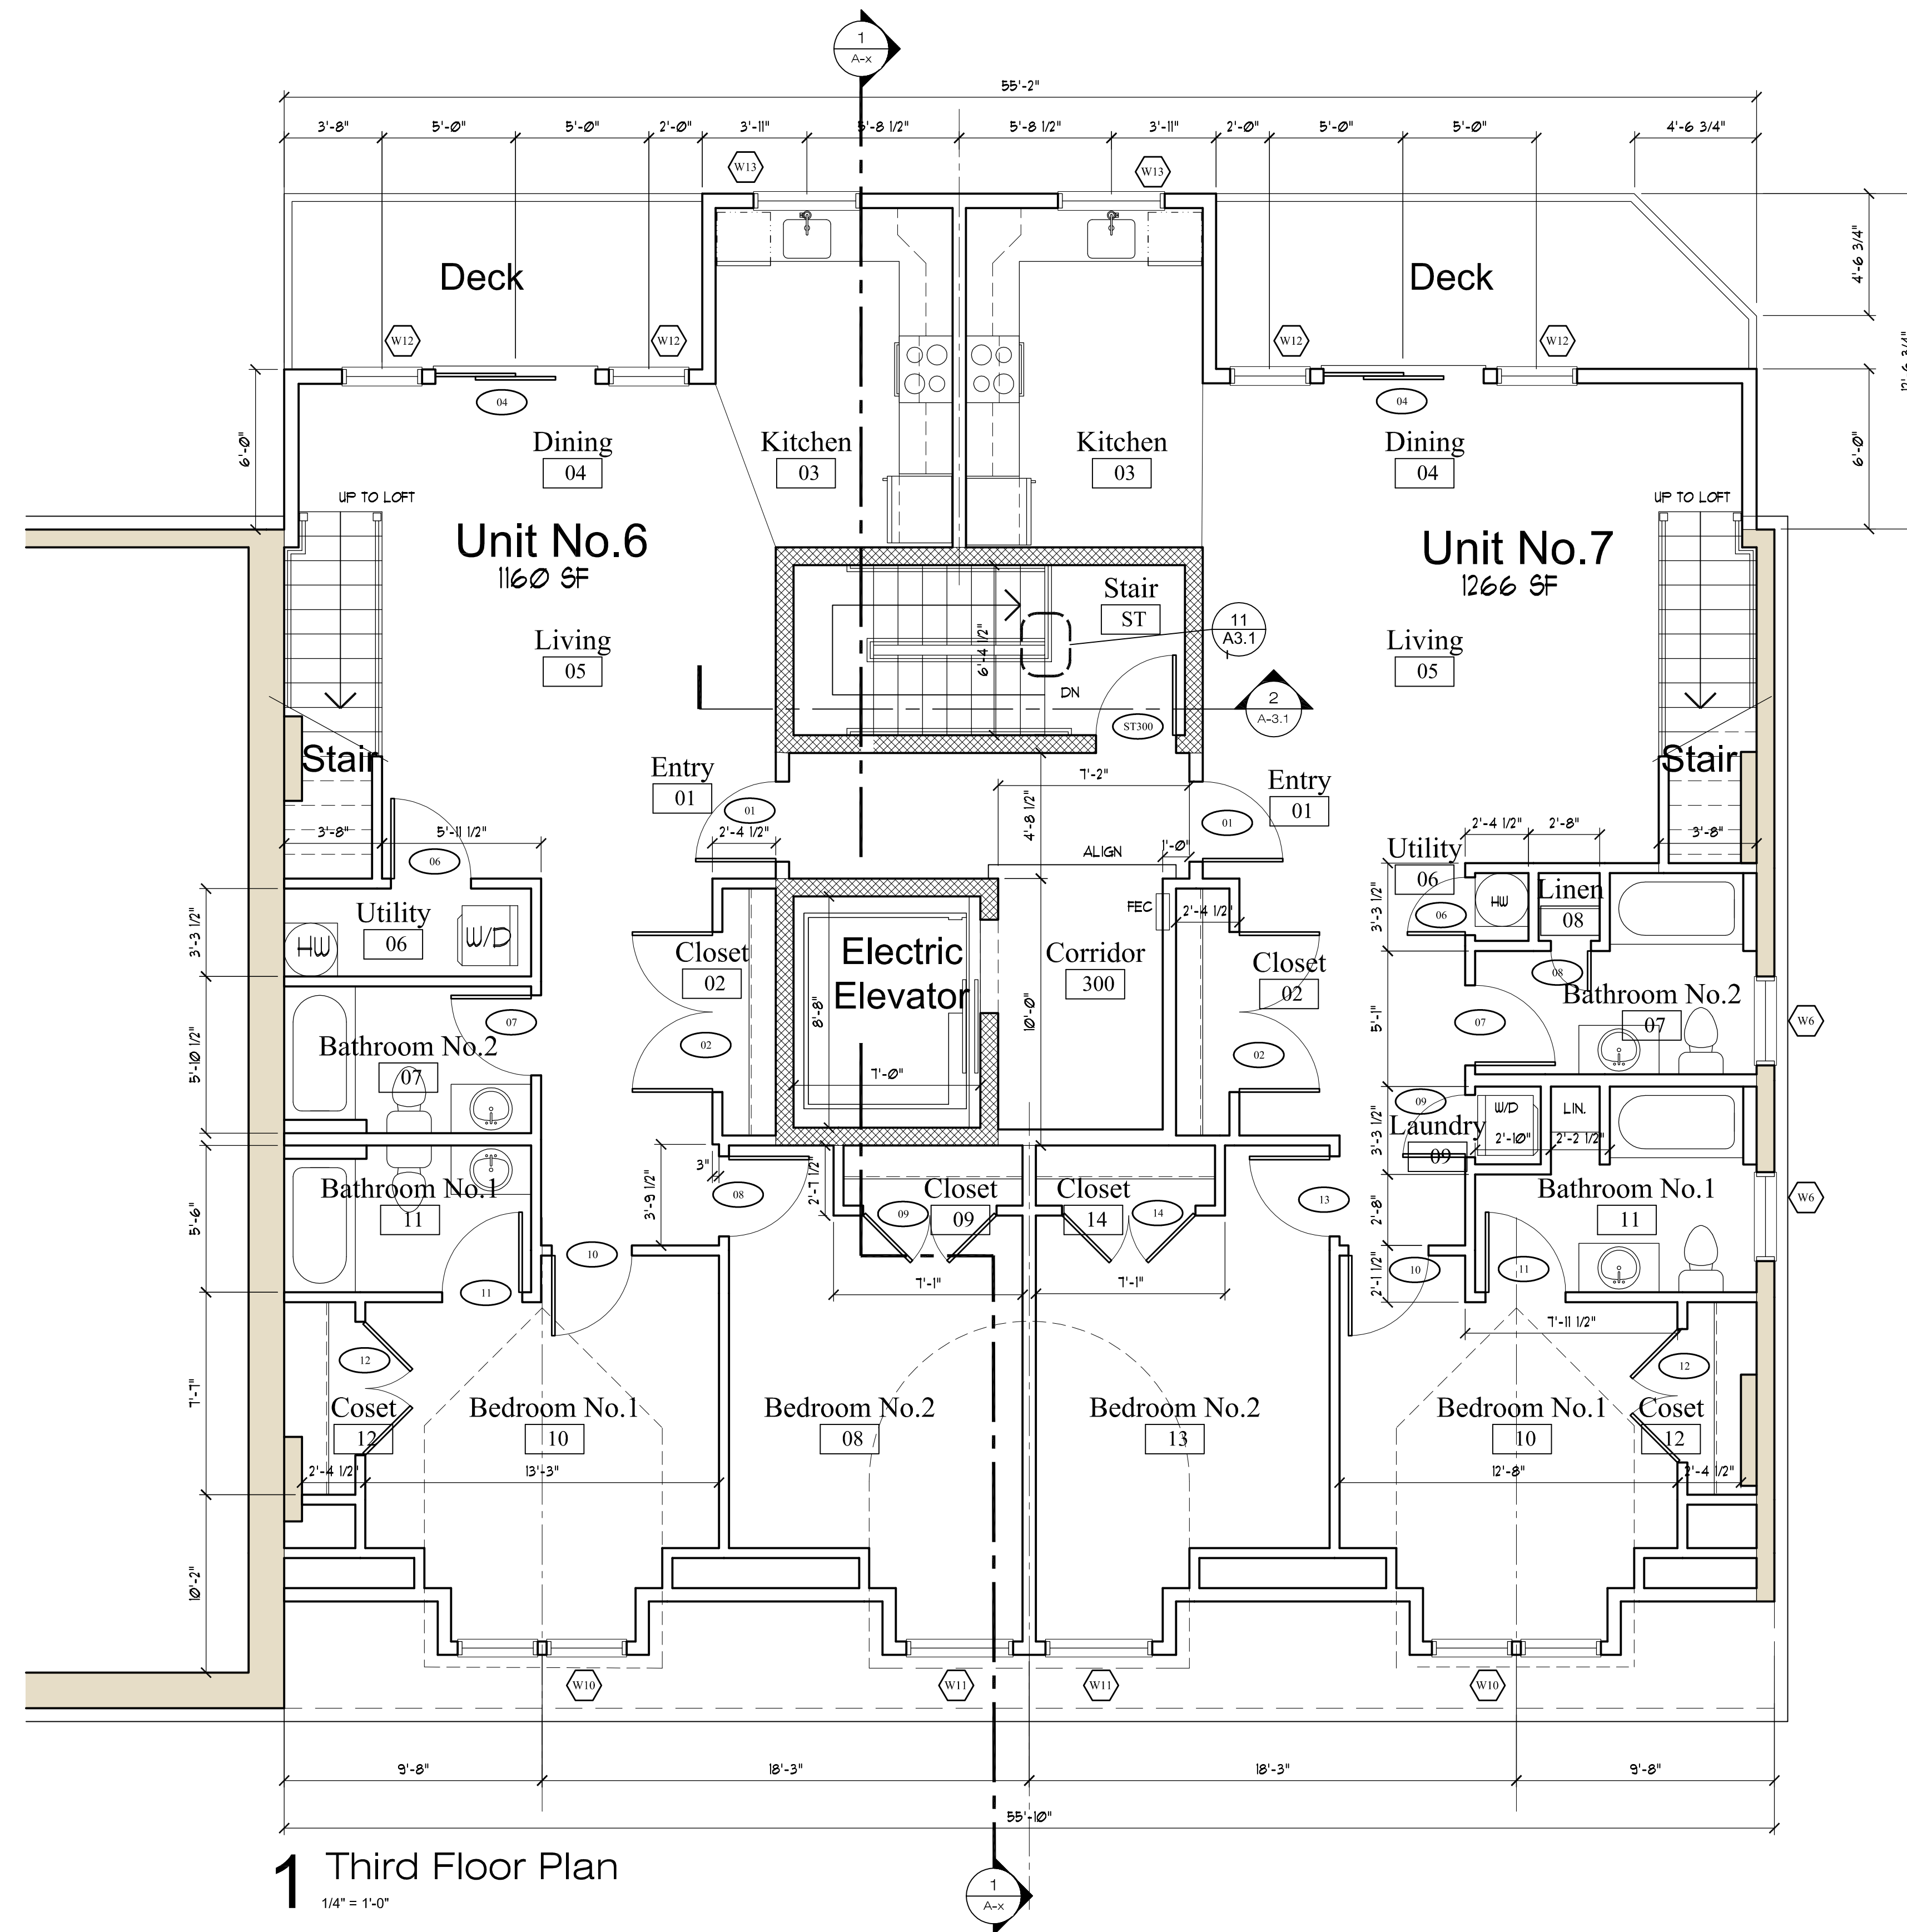 1
A-x
55'-2"
3'-8" 5'-0" 5'-0" 2'-0" 3'-11" 5'-8 1/2" 5'-8 1/2" 3'-11" 2'-0" 5'-0" 5'-0" 4'-6 3/4"
W13 W13
4'-6 3/4"
Deck Deck
W12 W12 W12 W12
12'-6 3/4"
04 04
6'-0" Dining Kitchen Kitchen Dining 6'-0"
04 03 03 04
UP TO LOFT UP TO LOFT
Unit No.6 Unit No.7
1160 SF 1266 SF
Stair
ST
11
A3.1
6'-4 1/2"
Living Living
05 05
DN
2
A-3.1
ST300
Stair Stair
Entry 7'-2" Entry
01 01
01 01
4'-8 1/2"
3'-8" 5'-11 1/2" 2'-4 1/2" 2'-4 1/2" 2'-8" 3'-8"
06 ALIGN 1'-0" Utility
06
Linen
08
HW
06
3'-3 1/2" Utility FEC 2'-4 1/2" 3'-3 1/2"
06
HW W/D
Closet Electric Corridor Closet
02 Elevator 300 02
08
Bathroom No.2
07
8'-8" 10'-0" 5'-1"
07 02 02 07
W6
5'-10 1/2" Bathroom No.2
07
7'-0"
09 W/D LIN.
Laundry 2'-10" 2'-2 1/2"
09
3'-3 1/2"
5'-6" Bathroom No.1
11
3" 3'-9 1/2" 2'-7 1/2"
08 Closet Closet 13
09 09 14 14
Bathroom No.1
11
W6
2'-8"
10 10 11
11 7'-1" 7'-1" 2'-1 1/2"
7'-11 1/2"
12 12
7'-7"
Coset Bedroom No.1 Bedroom No.2 Bedroom No.2 Bedroom No.1 Coset
12 10 08 13 10 12
2'-4 1/2" 13'-3" 12'-8" 2'-4 1/2"
10'-2"
W10 W11 W11 W10
9'-8" 18'-3" 18'-3" 9'-8"
55'-10"
1 Third Floor Plan
1/4" = 1'-0"
1
A-x